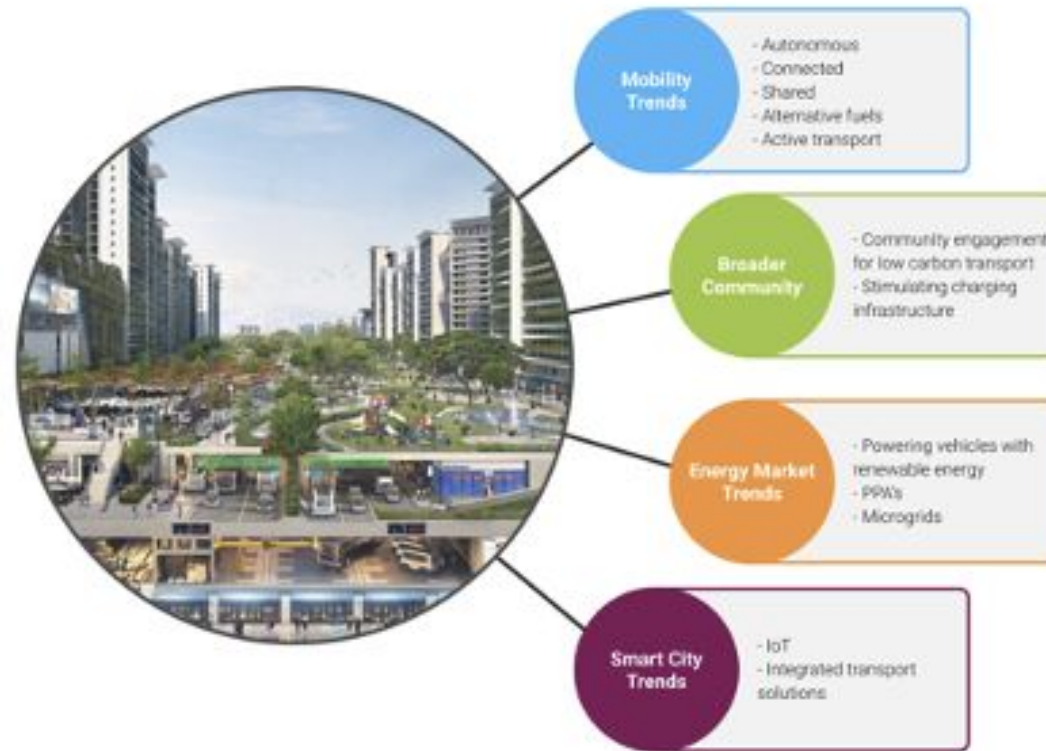 Mobility
Trends
- Autonomous
- Connected
- Shared
- Alternative fuels
- Active transport
Broader
Community
- Community engagement
for low carbon transport
- Stimulating charging
infrastructure
Energy Market
Trends
- Powering vehicles with
renewable energy
- PPA's
- Microgrids
Smart City
Trends
- IoT
- Integrated transport
solutions